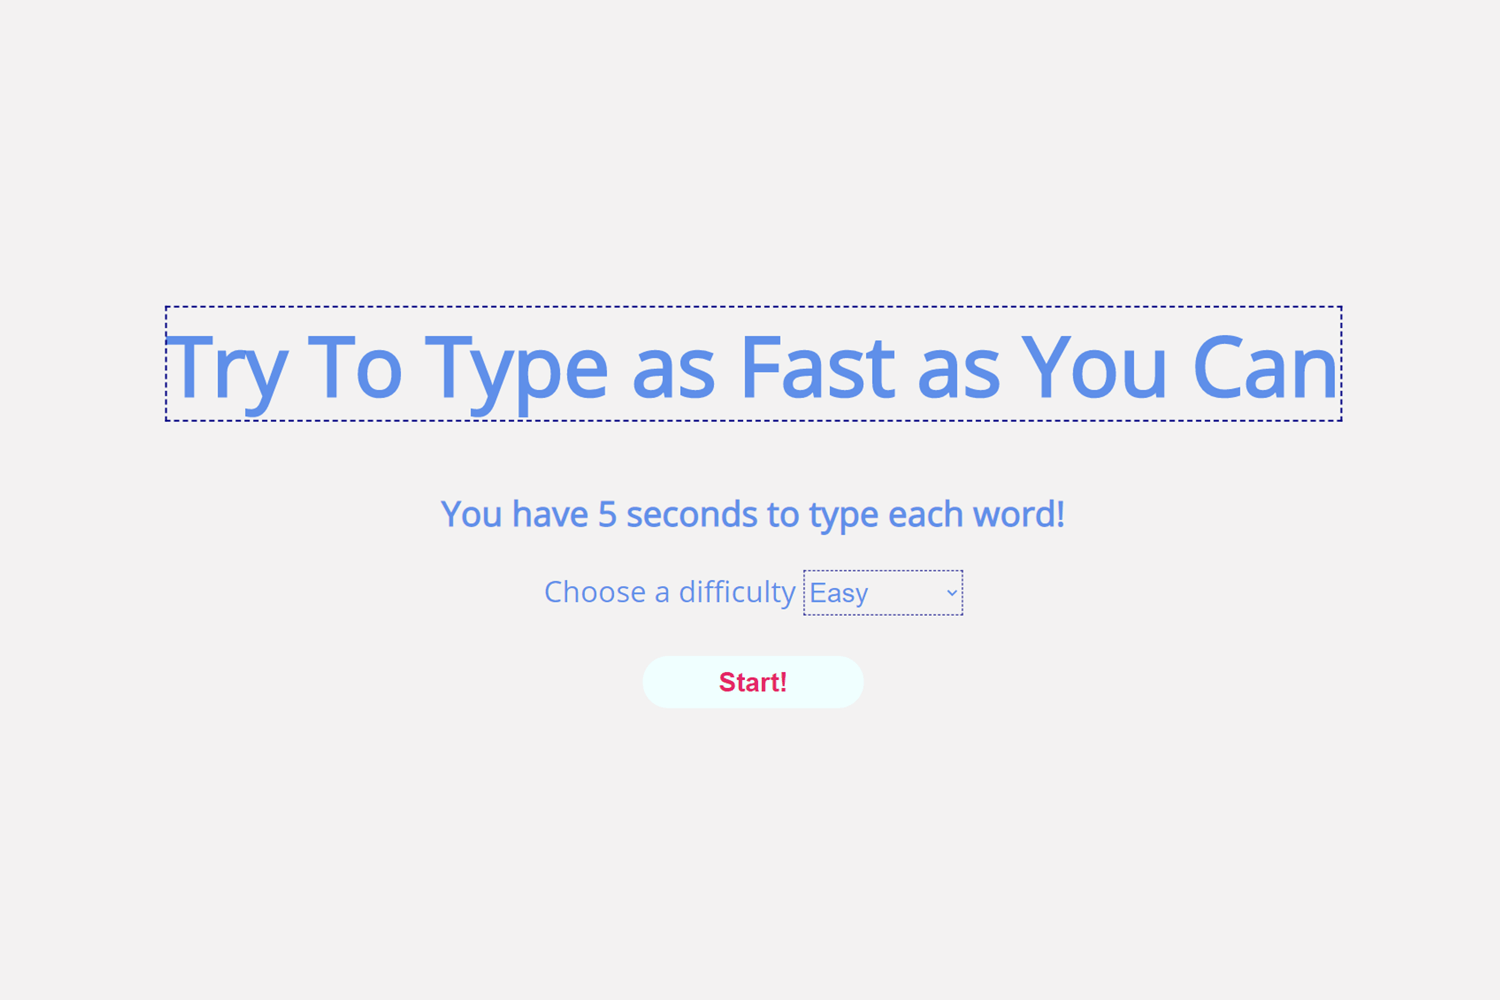 Try To Type as Fast as You Can
You have 5 seconds to type each word!
Choose a difficulty Easy
Start!